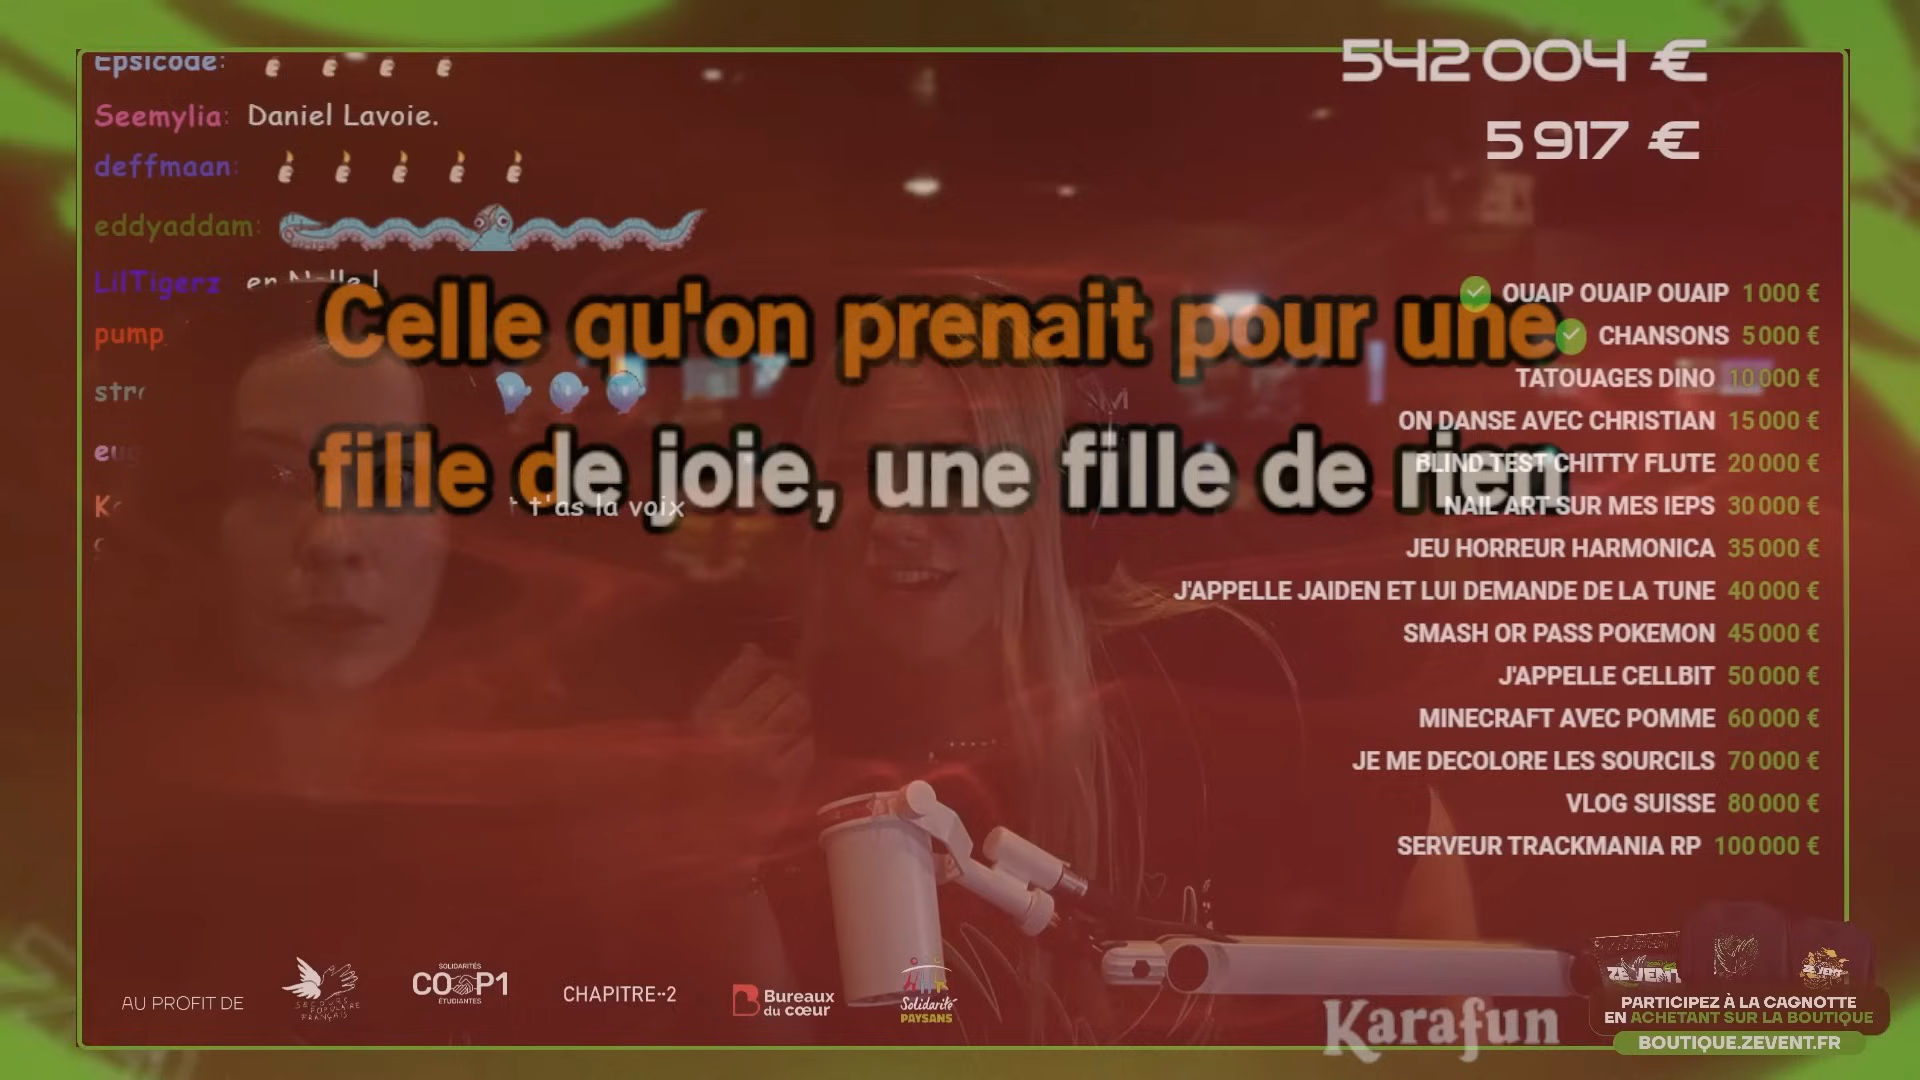 542 004 €
5 917 €
Epsicode:
Seemylia: Daniel Lavoie.
deffmaan:
eddyaddam:
LilTigerz
pump
Celle qu'on prenait pour une
fille de joie, une fille de rien
t'as la voix
OUAIP OUAIP OUAIP 1 000 €
CHANSONS 5 000 €
TATOUAGES DINO 10 000 €
ON DANSE AVEC CHRISTIAN 15 000 €
BLIND TEST CHITTY FLUTE 20 000 €
NAIL ART SUR MES IEPS 30 000 €
JEU HORREUR HARMONICA 35 000 €
J'APPELLE JAIDEN ET LUI DEMANDE DE LA TUNE 40 000 €
SMASH OR PASS POKEMON 45 000 €
J'APPELLE CELLBIT 50 000 €
MINECRAFT AVEC POMME 60 000 €
JE ME DECOLORE LES SOURCILS 70 000 €
VLOG SUISSE 80 000 €
SERVEUR TRACKMANIA RP 100 000 €
AU PROFIT DE
SECOURS
POPULAIRE
FRANÇAIS
SOLIDARITÉS
CO P1
ÉTUDIANTES
CHAPITRE··2
Bureaux
du cœur
Solidarité
PAYSANS
Karafun
ZEVENT
PARTICIPEZ À LA CAGNOTTE
EN ACHETANT SUR LA BOUTIQUE
BOUTIQUE.ZEVENT.FR